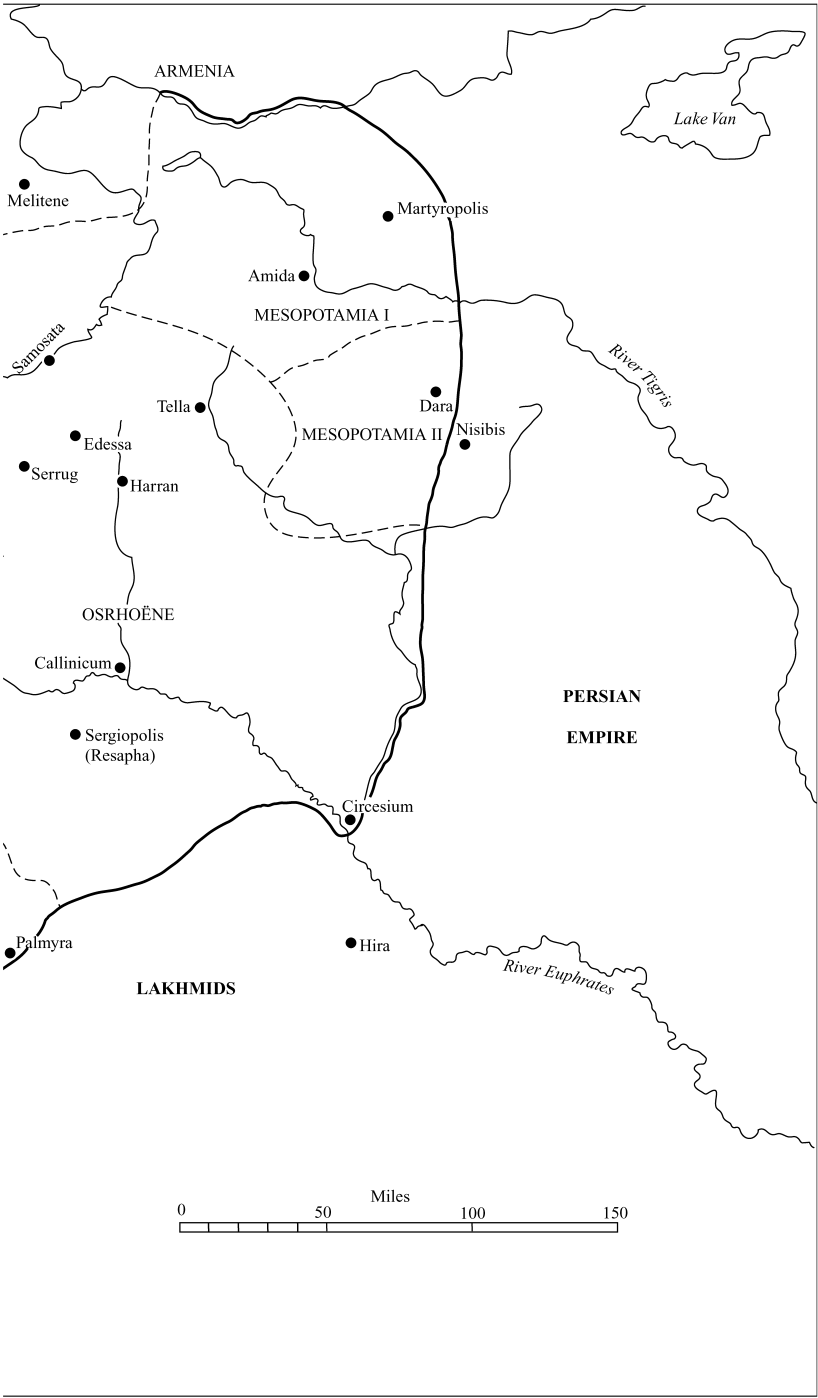 ARMENIA
Lake Van
Melitene
Martyropolis
Amida
MESOPOTAMIA I
Samosata
River Tigris
Tella
Dara
MESOPOTAMIA II
Nisibis
Edessa
Serrug
Harran
OSRHOËNE
Callinicum
PERSIAN
EMPIRE
Sergiopolis
(Resapha)
Circesium
Palmyra
Hira
River Euphrates
LAKHMIDS
Miles
0 50 100 150